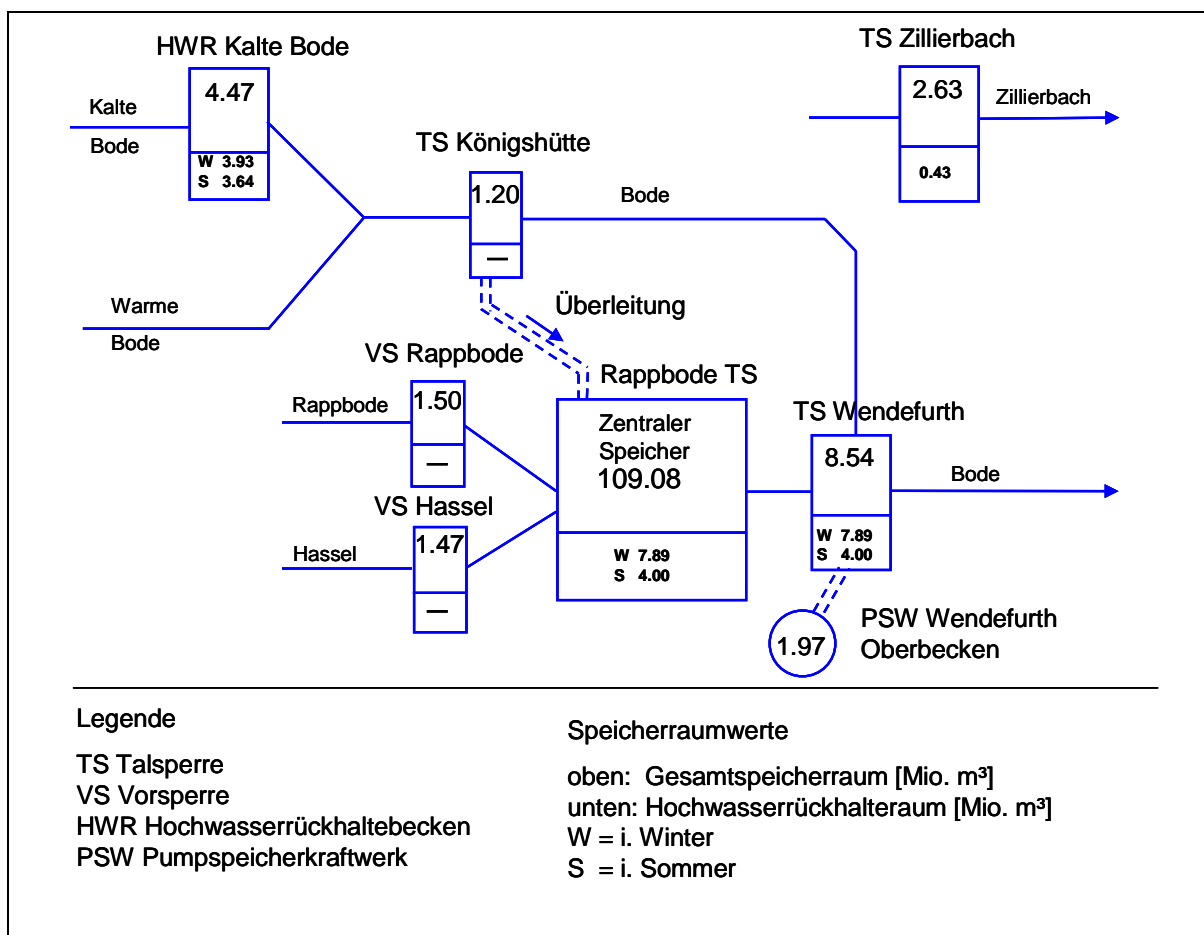 HWR Kalte Bode
4.47
Kalte
Bode
W 3.93
S 3.64
TS Zillierbach
2.63
Zillierbach
0.43
TS Königshütte
1.20
—
Bode
Warme
Bode
Überleitung
VS Rappbode
Rappbode
1.50
—
Rappbode TS
Zentraler
Speicher
109.08
W 7.89
S 4.00
VS Hassel
Hassel
1.47
—
TS Wendefurth
8.54
Bode
W 7.89
S 4.00
1.97
PSW Wendefurth
Oberbecken
Legende
TS Talsperre
VS Vorsperre
HWR Hochwasserrückhaltebecken
PSW Pumpspeicherkraftwerk
Speicherraumwerte
oben: Gesamtspeicherraum [Mio. m³]
unten: Hochwasserrückhalteraum [Mio. m³]
W = i. Winter
S = i. Sommer